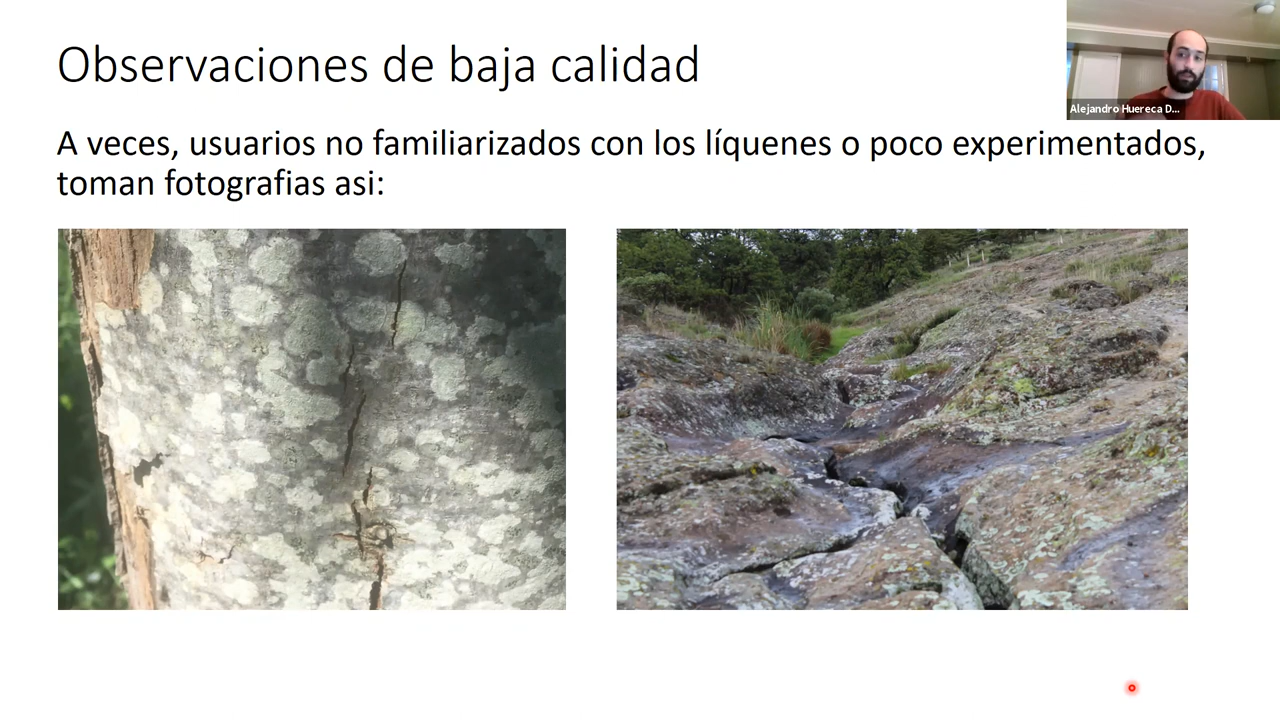 Observaciones de baja calidad
Alejandro Huereca D...
A veces, usuarios no familiarizados con los líquenes o poco experimentados,
toman fotografias asi: